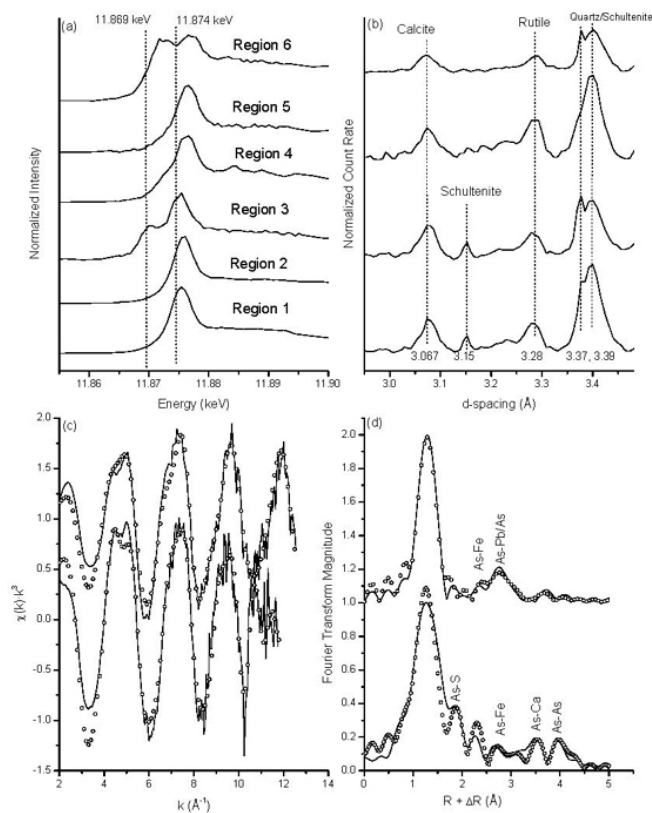 (a)
11.869 keV
11.874 keV
Region 6
Region 5
Region 4
Region 3
Region 2
Region 1
Normalized Intensity
11.86 11.87 11.88 11.89 11.90
Energy (keV)
(b)
Calcite
Rutile
Quartz/Schultenite
Schultenite
Normalized Count Rate
3.067 3.15 3.28 3.37, 3.39
3.0 3.1 3.2 3.3 3.4
d-spacing (Å)
(c)
2.0
1.5
1.0
0.5
0.0
-0.5
-1.0
-1.5
χ(k)·k³
2 4 6 8 10 12 14
k (Å⁻¹)
(d)
2.0
1.8
1.6
1.4
1.2
1.0
0.8
0.6
0.4
0.2
0.0
Fourier Transform Magnitude
As-Fe
As-Pb/As
As-S
As-Fe
As-Ca
As-As
0 1 2 3 4 5
R + ΔR (Å)